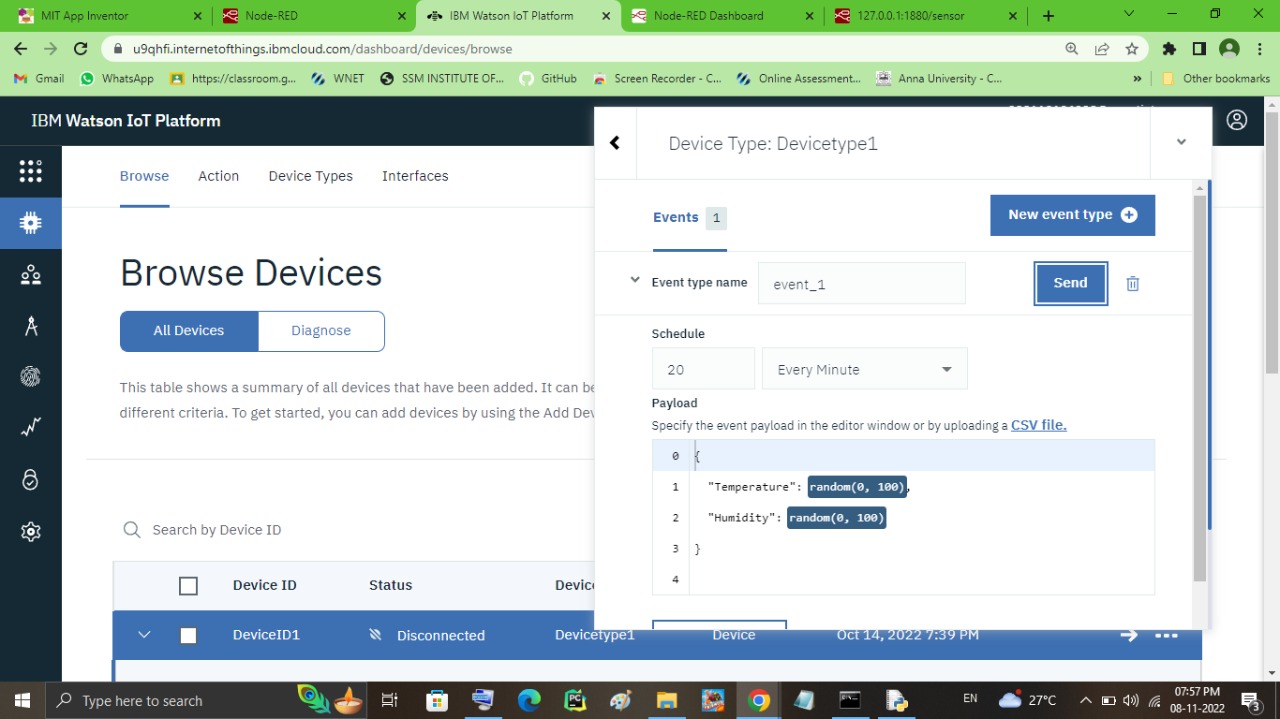 MIT App Inventor
Node-RED
IBM Watson IoT Platform
Node-RED Dashboard
127.0.0.1:1880/sensor
u9qhfi.internetofthings.ibmcloud.com/dashboard/devices/browse
Gmail
WhatsApp
https://classroom.g...
WNET
SSM INSTITUTE OF...
GitHub
Screen Recorder - C...
Online Assessment...
Anna University - C...
»
Other bookmarks
IBM Watson IoT Platform
Browse
Action
Device Types
Interfaces
Browse Devices
All Devices
Diagnose
This table shows a summary of all devices that have been added. It can be
different criteria. To get started, you can add devices by using the Add Dev
Search by Device ID
Device ID
Status
Device
DeviceID1
Disconnected
Devicetype1
Device
Oct 14, 2022 7:39 PM
Device Type: Devicetype1
Events 1
New event type
Event type name
event_1
Send
Schedule
20
Every Minute
Payload
Specify the event payload in the editor window or by uploading a CSV file.
0 {
1 "Temperature": random(0, 100),
2 "Humidity": random(0, 100)
3 }
4
Type here to search
PC
EN
27°C
07:57 PM
08-11-2022
3